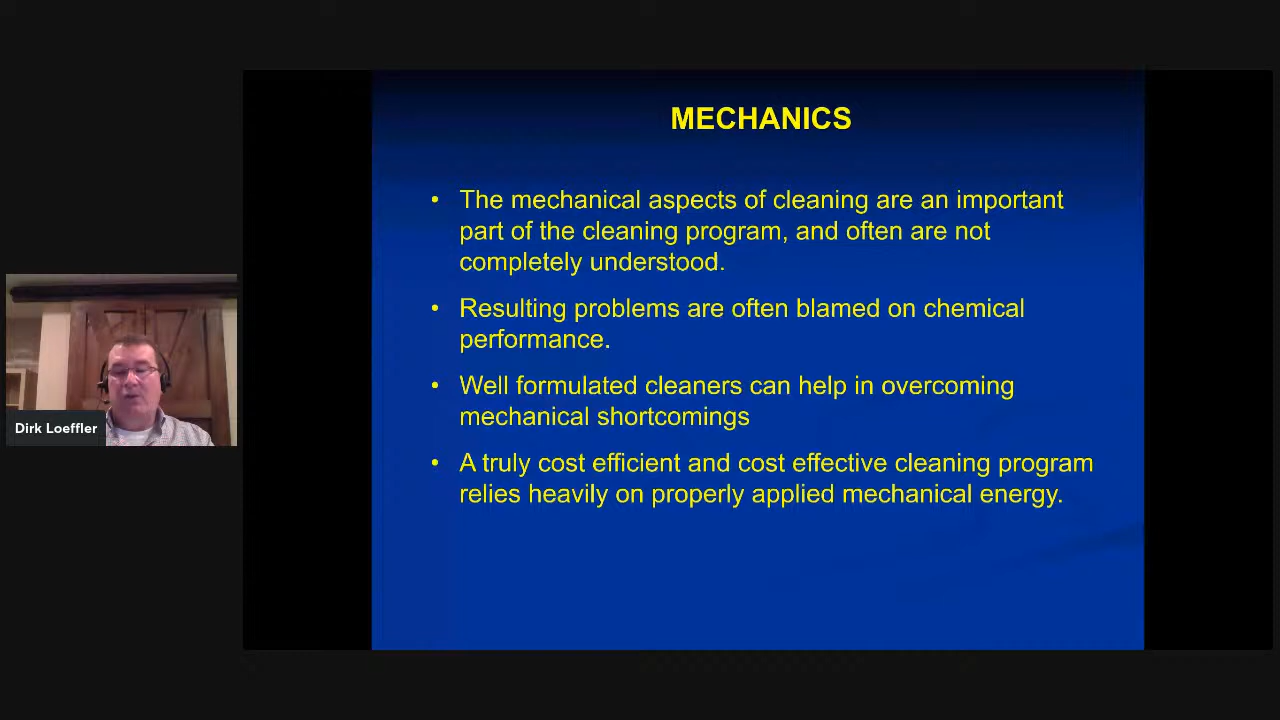 MECHANICS
• The mechanical aspects of cleaning are an important
part of the cleaning program, and often are not
completely understood.
• Resulting problems are often blamed on chemical
performance.
• Well formulated cleaners can help in overcoming
mechanical shortcomings
• A truly cost efficient and cost effective cleaning program
relies heavily on properly applied mechanical energy.
Dirk Loeffler